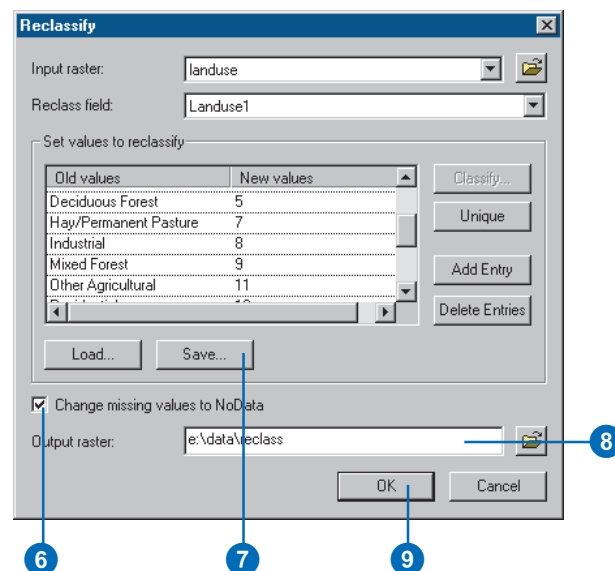 Reclassify
Input raster: landuse
Reclass field: Landuse1
Set values to reclassify
Old values New values
Classify...
Deciduous Forest 5
Hay/Permanent Pasture 7
Unique
Industrial 8
Mixed Forest 9
Add Entry
Other Agricultural 11
Delete Entries
Load... Save...
Change missing values to NoData
Output raster: e:\data\reclass
8
OK Cancel
6 7 9